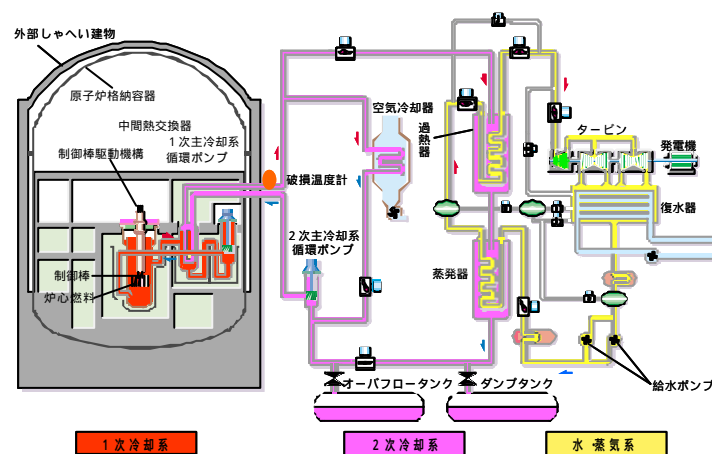 外部しゃへい建物
原子炉格納容器
中間熱交換器
1次主冷却系
循環ポンプ
制御棒駆動機構
制御棒
炉心燃料
破損温度計
空気冷却器
2次主冷却系
循環ポンプ
過熱器
蒸発器
タービン
発電機
復水器
給水ポンプ
オーバフロータンク
ダンプタンク
1次冷却系
2次冷却系
水・蒸気系